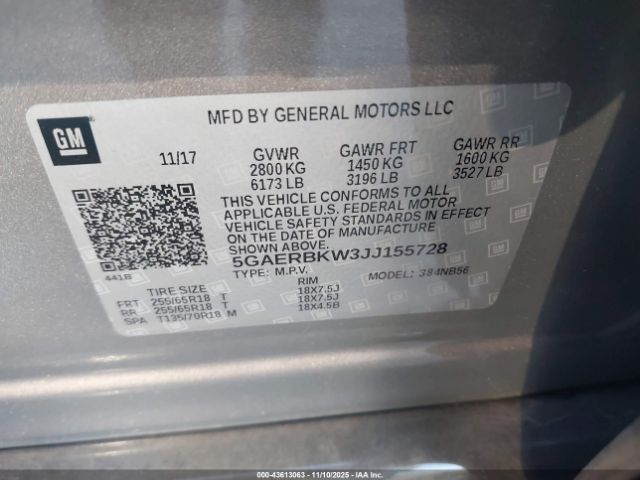 GM
MFD BY GENERAL MOTORS LLC
11/17 GVWR GAWR FRT GAWR RR
2800 KG 1450 KG 1600 KG
6173 LB 3196 LB 3527 LB
THIS VEHICLE CONFORMS TO ALL
APPLICABLE U.S. FEDERAL MOTOR
VEHICLE SAFETY STANDARDS IN EFFECT
ON THE DATE OF MANUFACTURE
SHOWN ABOVE.
5GAERBKW3JJ155728
441B TYPE: M.P.V. MODEL: 384NB56
TIRE SIZE RIM
FRT 255/65R18 T 18X7.5J
RR 255/65R18 T 18X7.5J
SPA T135/70R18 M 18X4.5B
000-43613063 - 11/10/2025 - IAAI.COM